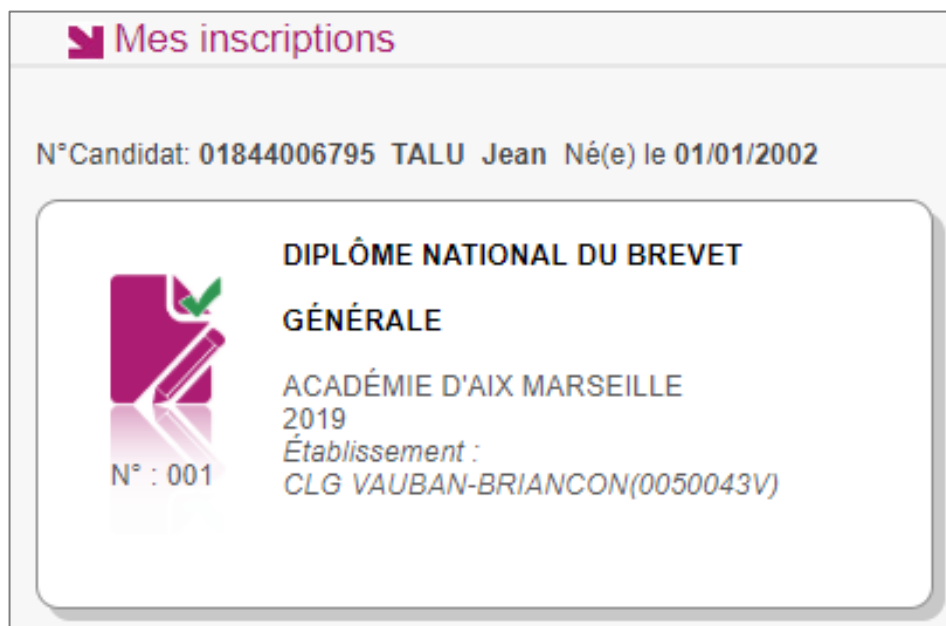 Mes inscriptions
N°Candidat: 01844006795 TALU Jean Né(e) le 01/01/2002
DIPLÔME NATIONAL DU BREVET
GÉNÉRALE
ACADÉMIE D'AIX MARSEILLE
2019
Établissement :
CLG VAUBAN-BRIANCON(0050043V)
N° : 001